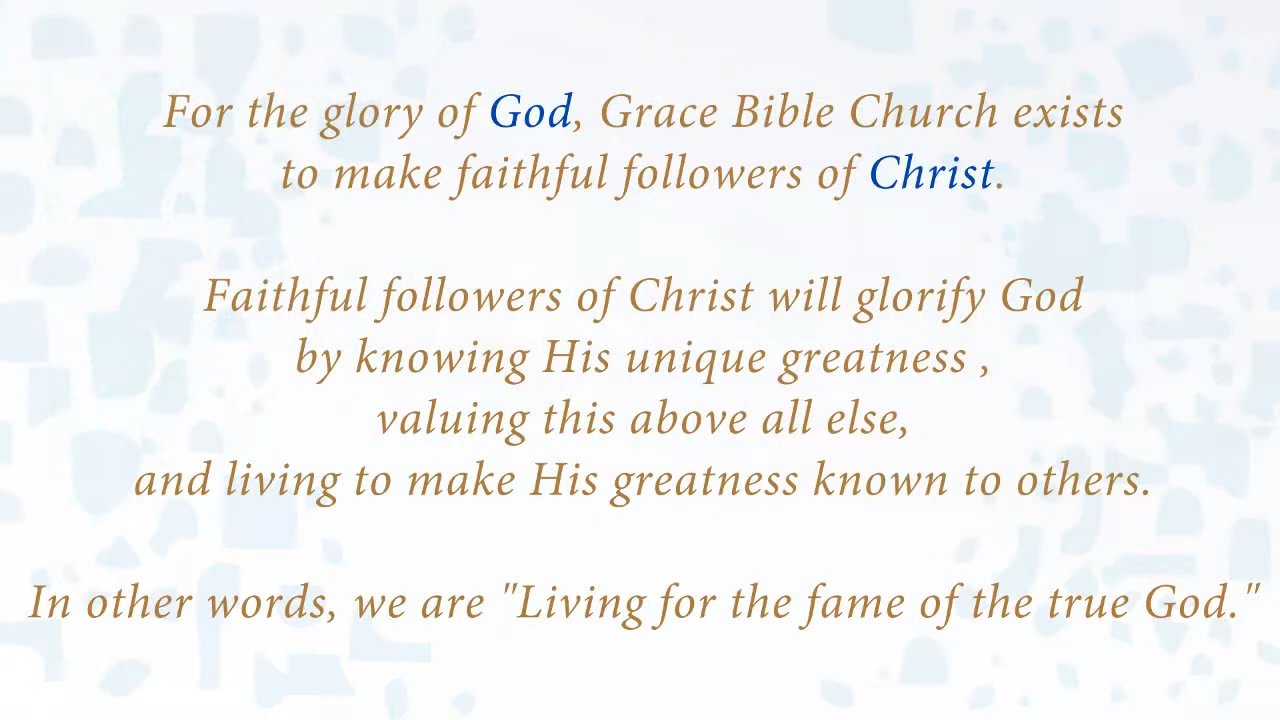 For the glory of God, Grace Bible Church exists
to make faithful followers of Christ.
Faithful followers of Christ will glorify God
by knowing His unique greatness ,
valuing this above all else,
and living to make His greatness known to others.
In other words, we are "Living for the fame of the true God."